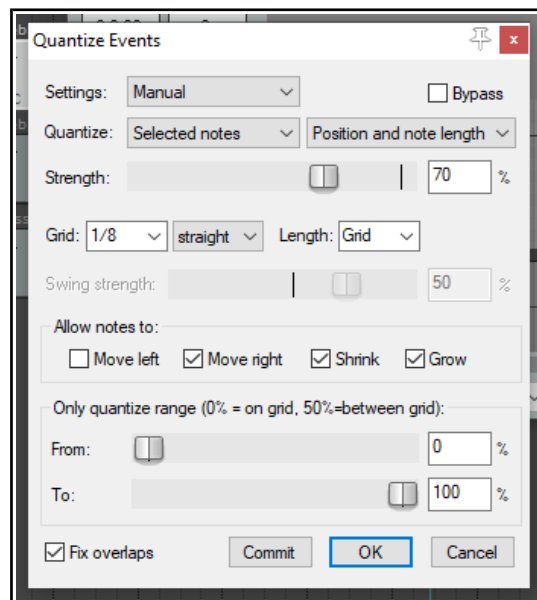 Quantize Events
Settings: Manual Bypass
Quantize: Selected notes Position and note length
Strength: 70 %
Grid: 1/8 straight Length: Grid
Swing strength: 50 %
Allow notes to:
Move left Move right Shrink Grow
Only quantize range (0% = on grid, 50%=between grid):
From: 0 %
To: 100 %
Fix overlaps Commit OK Cancel